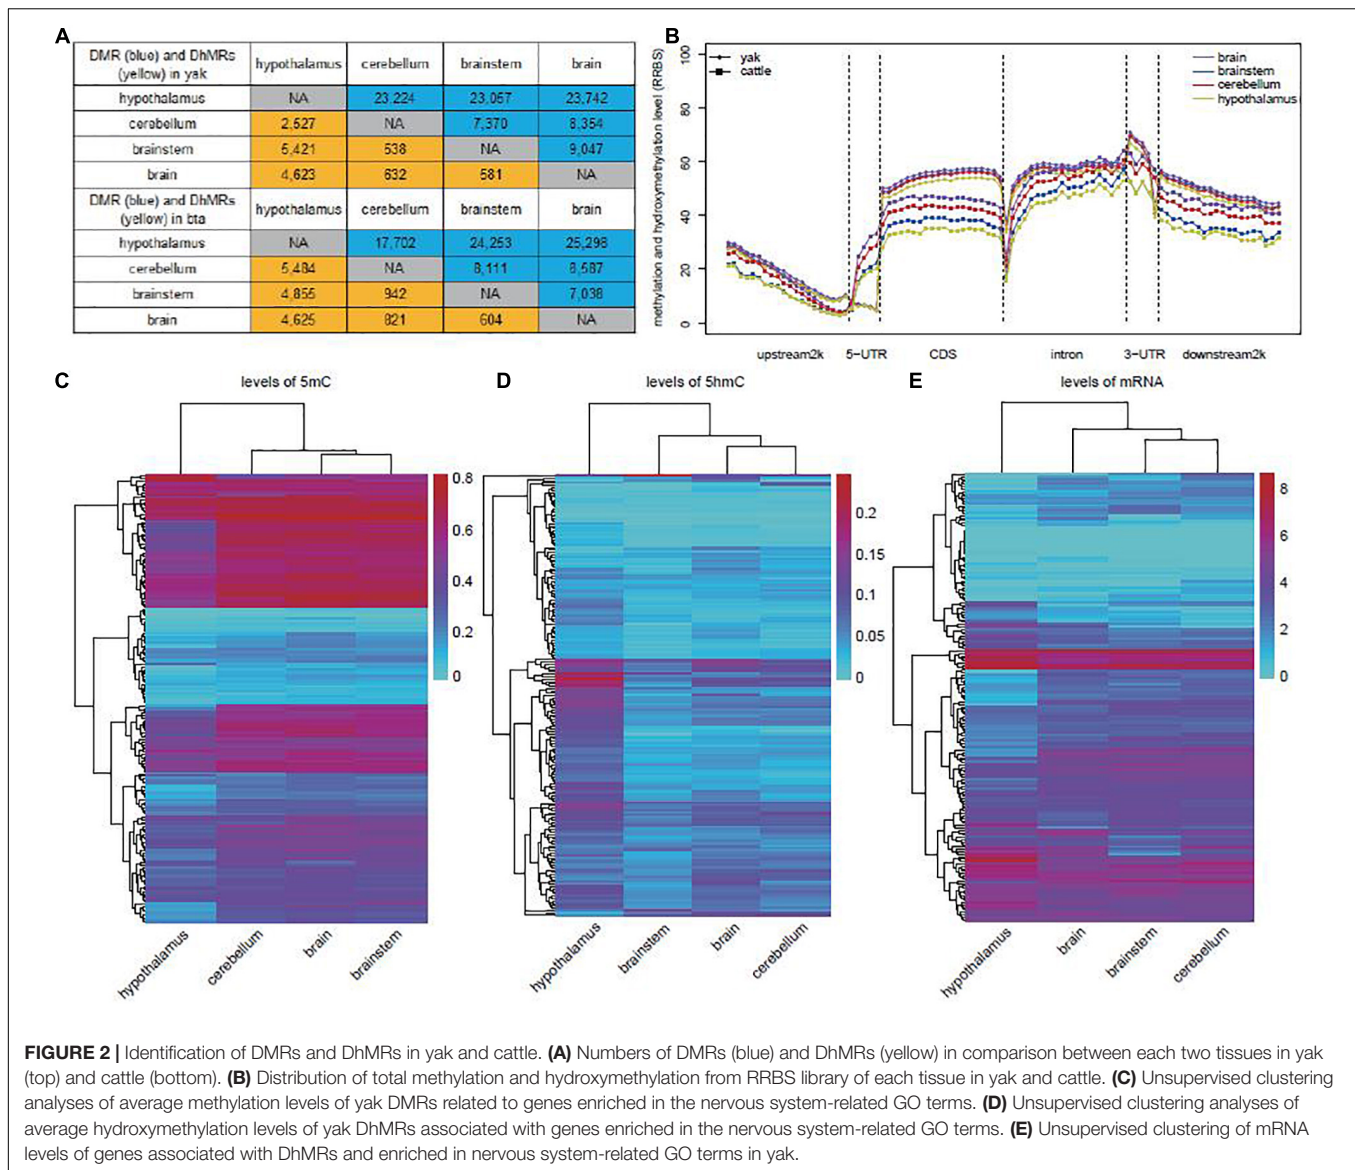 A
DMR (blue) and DhMRs (yellow) in yak hypothalamus cerebellum brainstem brain
hypothalamus NA 23,224 23,057 23,742
cerebellum 2,527 NA 7,370 8,354
brainstem 5,421 538 NA 9,047
brain 4,623 632 581 NA
DMR (blue) and DhMRs (yellow) in bta hypothalamus cerebellum brainstem brain
hypothalamus NA 17,702 24,253 25,298
cerebellum 5,484 NA 8,111 8,587
brainstem 4,855 942 NA 7,038
brain 4,625 821 604 NA
B
methylation and hydroxymethylation level (RRBS)
100
80
60
40
20
0
yak
cattle
brain
brainstem
cerebellum
hypothalamus
upstream2k 5-UTR CDS intron 3-UTR downstream2k
C
levels of 5mC
0.8
0.6
0.4
0.2
0
hypothalamus cerebellum brain brainstem
D
levels of 5hmC
0.2
0.15
0.1
0.05
0
hypothalamus brainstem brain cerebellum
E
levels of mRNA
8
6
4
2
0
hypothalamus brain brainstem cerebellum
FIGURE 2 | Identification of DMRs and DhMRs in yak and cattle. (A) Numbers of DMRs (blue) and DhMRs (yellow) in comparison between each two tissues in yak
(top) and cattle (bottom). (B) Distribution of total methylation and hydroxymethylation from RRBS library of each tissue in yak and cattle. (C) Unsupervised clustering
analyses of average methylation levels of yak DMRs related to genes enriched in the nervous system-related GO terms. (D) Unsupervised clustering analyses of
average hydroxymethylation levels of yak DhMRs associated with genes enriched in the nervous system-related GO terms. (E) Unsupervised clustering of mRNA
levels of genes associated with DhMRs and enriched in nervous system-related GO terms in yak.